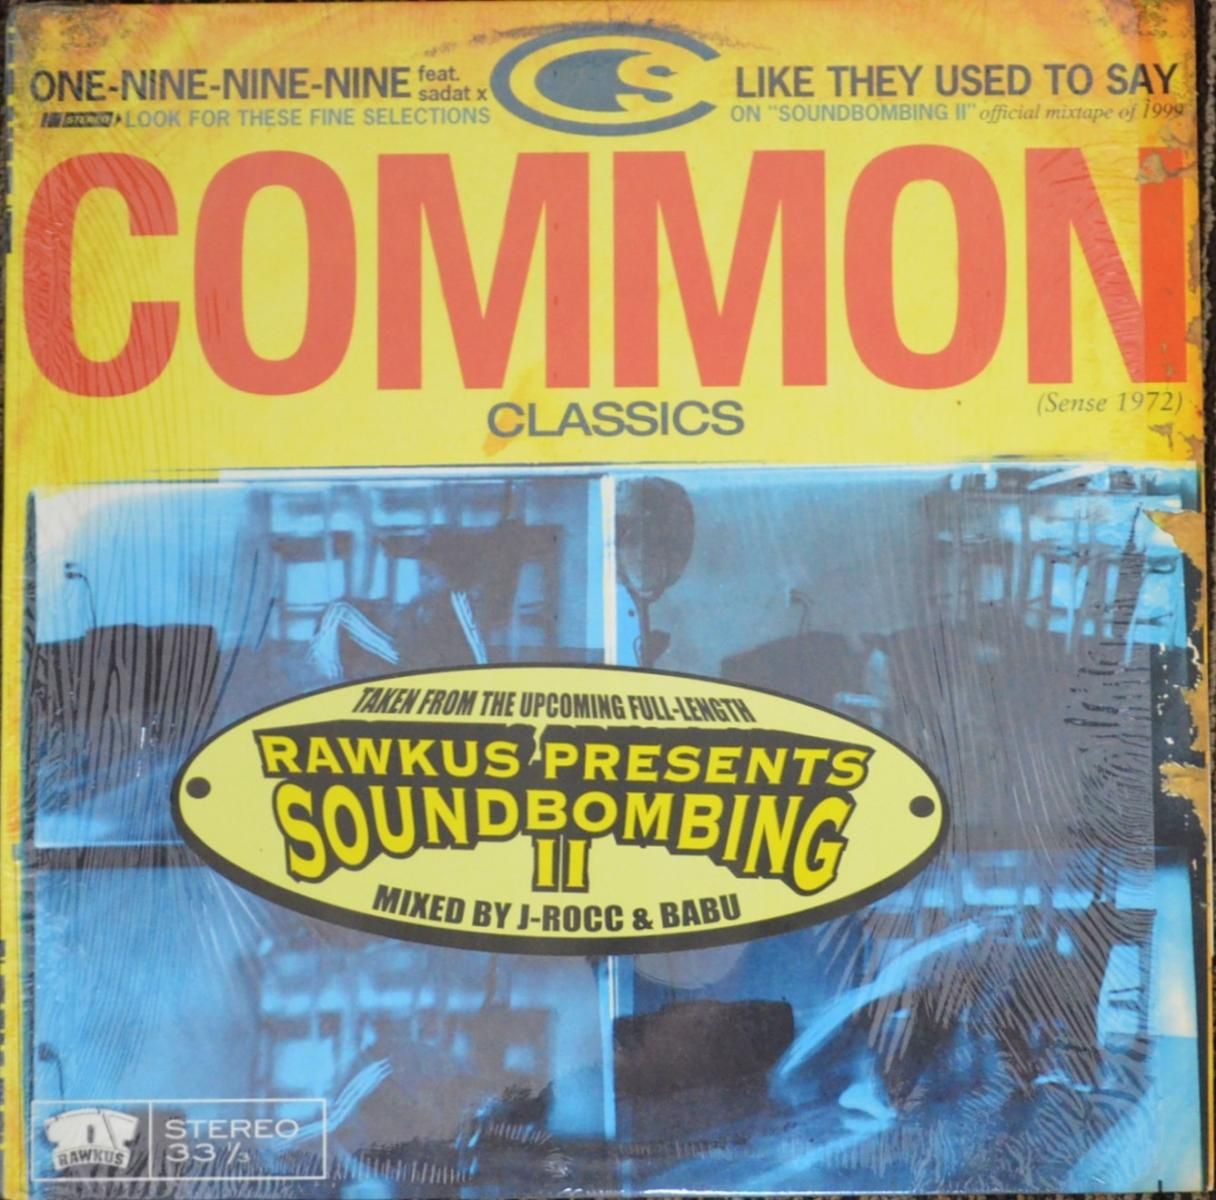 ONE-NINE-NINE-NINE feat. sadat x
CS
LIKE THEY USED TO SAY
STEREO LOOK FOR THESE FINE SELECTIONS
ON "SOUNDBOMBING II" official mixtape of 1999
COMMON
(Sense 1972)
CLASSICS
TAKEN FROM THE UPCOMING FULL-LENGTH
RAWKUS PRESENTS
SOUNDBOMBING
II
MIXED BY J-ROCC & BABU
RAWKUS
STEREO
33 1/3